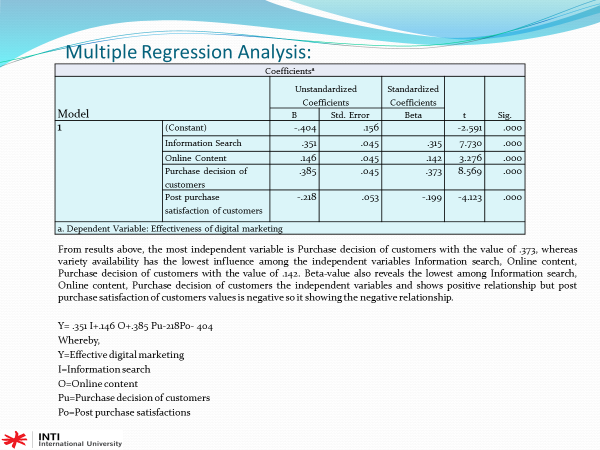 Multiple Regression Analysis:
Coefficientsᵃ
Model Unstandardized Coefficients Standardized Coefficients t Sig.
B Std. Error Beta
1 (Constant) -.404 .156 -2.591 .000
Information Search .351 .045 .315 7.730 .000
Online Content .146 .045 .142 3.276 .000
Purchase decision of customers .385 .045 .373 8.569 .000
Post purchase satisfaction of customers -.218 .053 -.199 -4.123 .000
a. Dependent Variable: Effectiveness of digital marketing
From results above, the most independent variable is Purchase decision of customers with the value of .373, whereas
variety availability has the lowest influence among the independent variables Information search, Online content,
Purchase decision of customers with the value of .142. Beta-value also reveals the lowest among Information search,
Online content, Purchase decision of customers the independent variables and shows positive relationship but post
purchase satisfaction of customers values is negative so it showing the negative relationship.
Y= .351 I+.146 O+.385 Pu-218Po- 404
Whereby,
Y=Effective digital marketing
I=Information search
O=Online content
Pu=Purchase decision of customers
Po=Post purchase satisfactions
INTI
International University